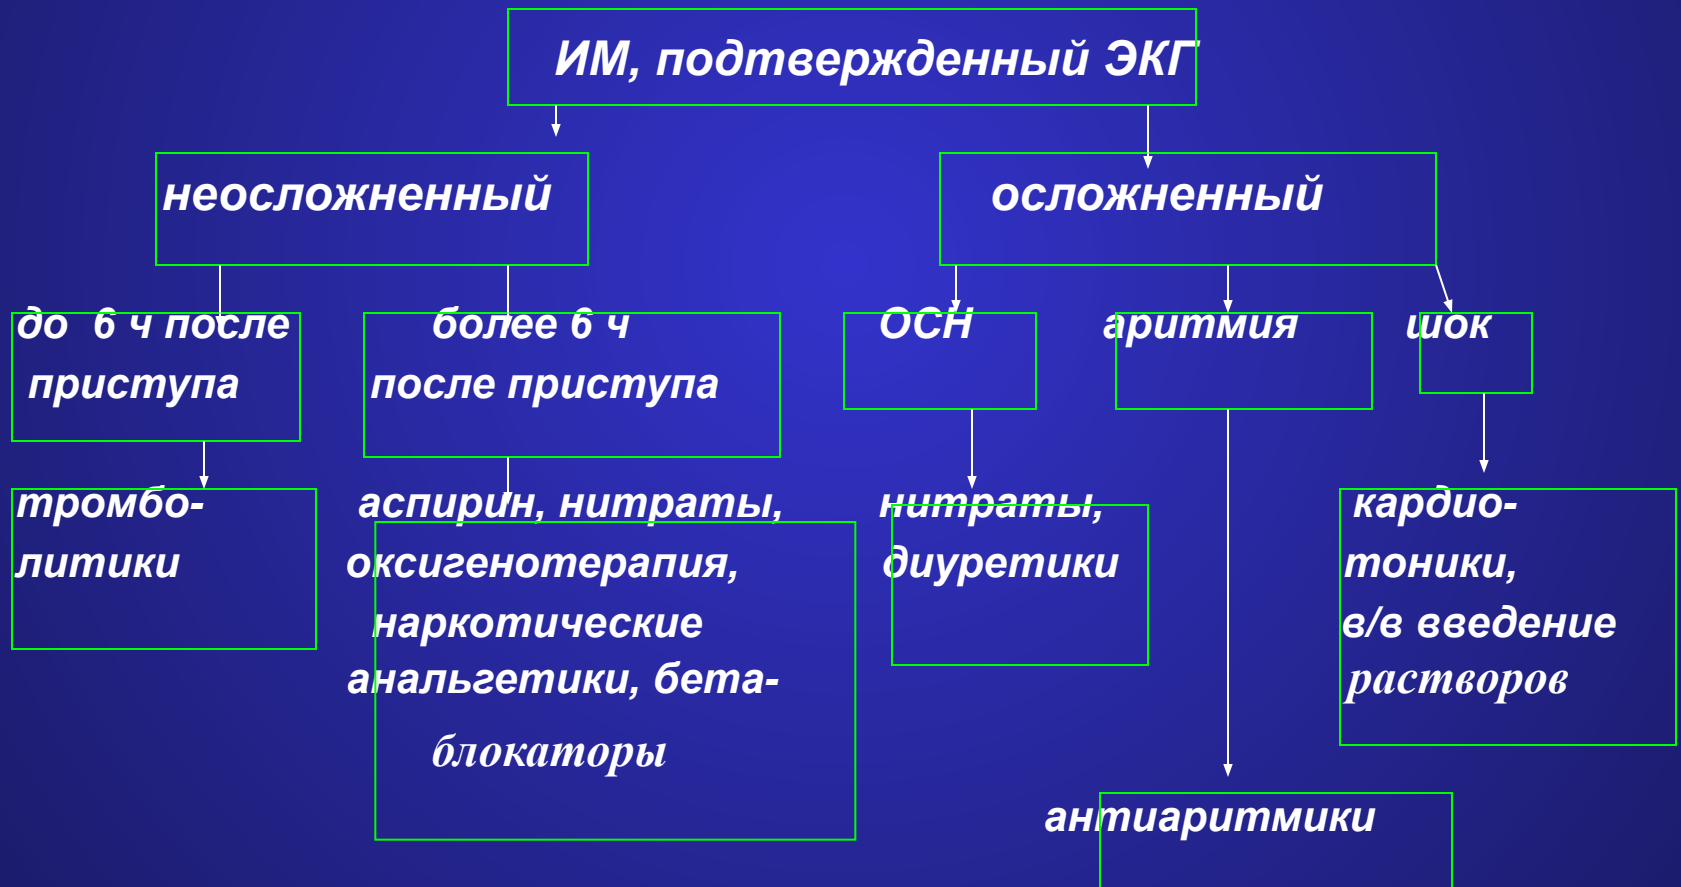 ИМ, подтвержденный ЭКГ
неосложненный
осложненный
до 6 ч после
приступа
более 6 ч
после приступа
ОСН
аритмия
шок
тромбо-
литики
аспирин, нитраты,
оксигенотерапия,
наркотические
анальгетики, бета-
блокаторы
нитраты,
диуретики
кардио-
тоники,
в/в введение
растворов
антиаритмики